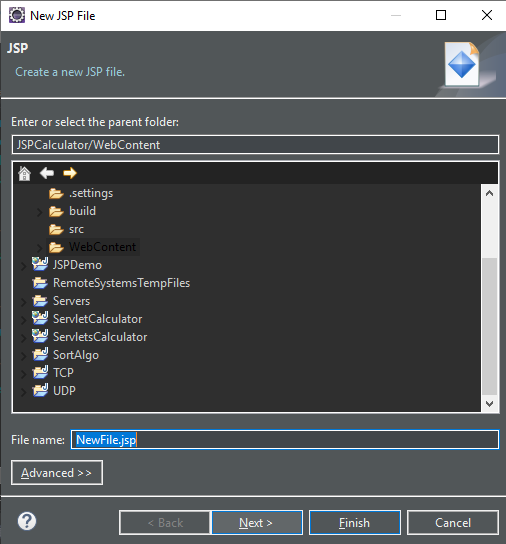 New JSP File
JSP
Create a new JSP file.
Enter or select the parent folder:
JSPCalculator/WebContent
.settings
build
src
WebContent
JSPDemo
RemoteSystemsTempFiles
Servers
ServletCalculator
ServletsCalculator
SortAlgo
TCP
UDP
File name: NewFile.jsp
Advanced >>
? < Back Next > Finish Cancel